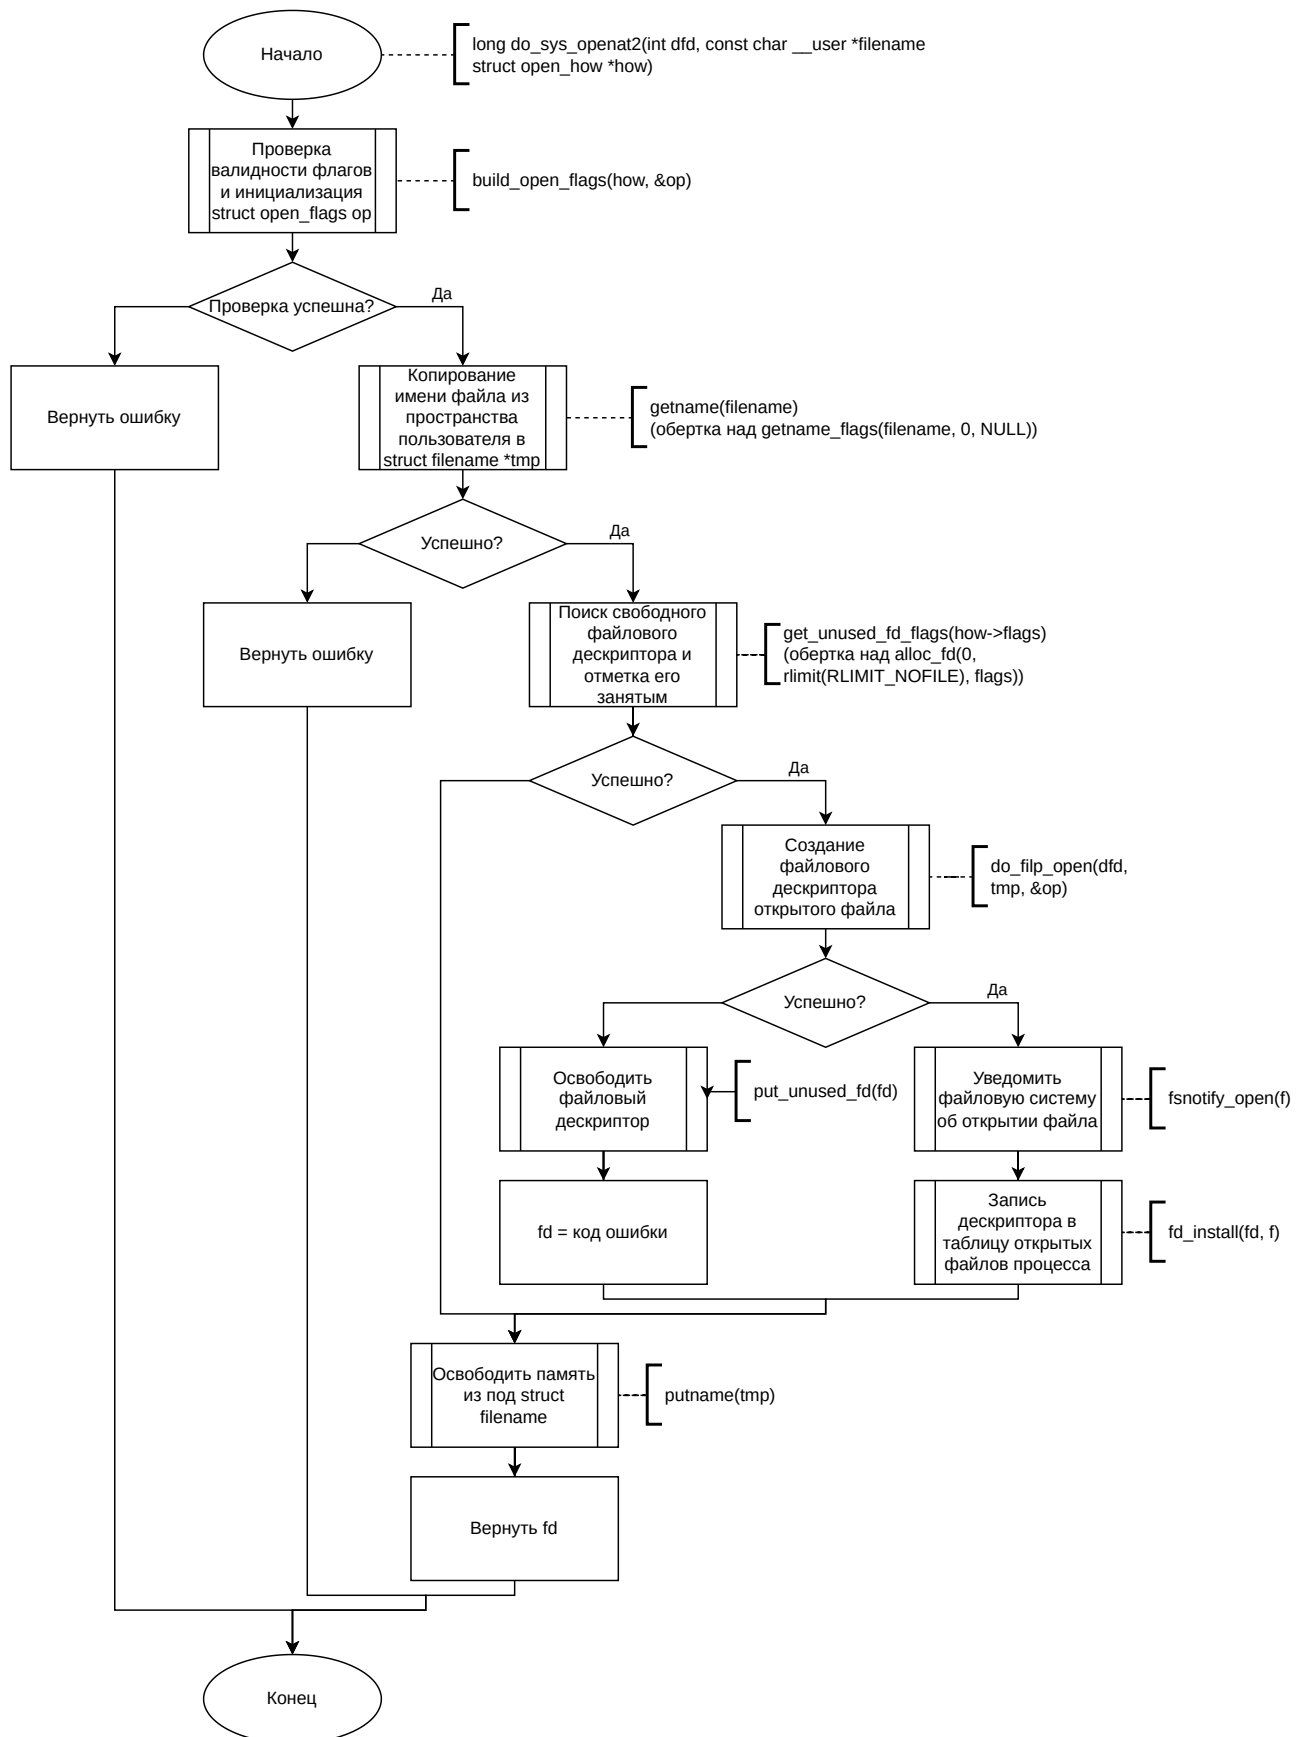 Начало
long do_sys_openat2(int dfd, const char __user *filename
struct open_how *how)
Проверка
валидности флагов
и инициализация
struct open_flags op
build_open_flags(how, &op)
Проверка успешна?
Да
Вернуть ошибку
Копирование
имени файла из
пространства
пользователя в
struct filename *tmp
getname(filename)
(обертка над getname_flags(filename, 0, NULL))
Успешно?
Да
Вернуть ошибку
Поиск свободного
файлового
дескриптора и
отметка его
занятым
get_unused_fd_flags(how->flags)
(обертка над alloc_fd(0,
rlimit(RLIMIT_NOFILE), flags))
Успешно?
Да
Создание
файлового
дескриптора
открытого файла
do_filp_open(dfd,
tmp, &op)
Успешно?
Да
Освободить
файловый
дескриптор
put_unused_fd(fd)
Уведомить
файловую систему
об открытии файла
fsnotify_open(f)
fd = код ошибки
Запись
дескриптора в
таблицу открытых
файлов процесса
fd_install(fd, f)
Освободить память
из под struct
filename
putname(tmp)
Вернуть fd
Конец